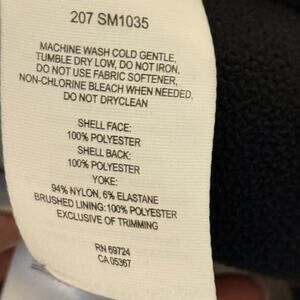 207 SM1035
MACHINE WASH COLD GENTLE,
TUMBLE DRY LOW, DO NOT IRON,
DO NOT USE FABRIC SOFTENER,
NON-CHLORINE BLEACH WHEN NEEDED,
DO NOT DRYCLEAN
SHELL FACE:
100% POLYESTER
SHELL BACK:
100% POLYESTER
YOKE:
94% NYLON, 6% ELASTANE
BRUSHED LINING: 100% POLYESTER
EXCLUSIVE OF TRIMMING
RN 69724
CA 05367